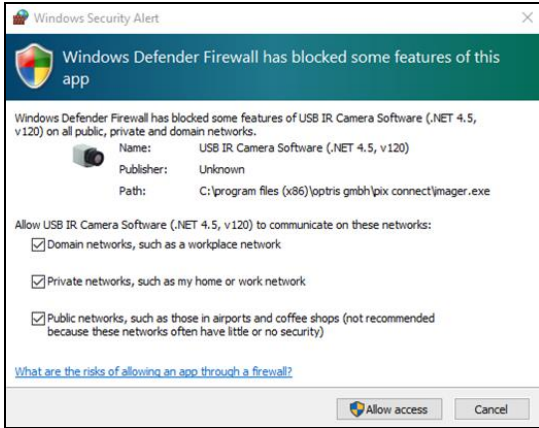 Windows Security Alert
Windows Defender Firewall has blocked some features of this
app
Windows Defender Firewall has blocked some features of USB IR Camera Software (.NET 4.5,
v120) on all public, private and domain networks.
Name: USB IR Camera Software (.NET 4.5, v120)
Publisher: Unknown
Path: C:\program files (x86)\optris gmbh\pix connect\imager.exe
Allow USB IR Camera Software (.NET 4.5, v120) to communicate on these networks:
Domain networks, such as a workplace network
Private networks, such as my home or work network
Public networks, such as those in airports and coffee shops (not recommended
because these networks often have little or no security)
What are the risks of allowing an app through a firewall?
Allow access Cancel